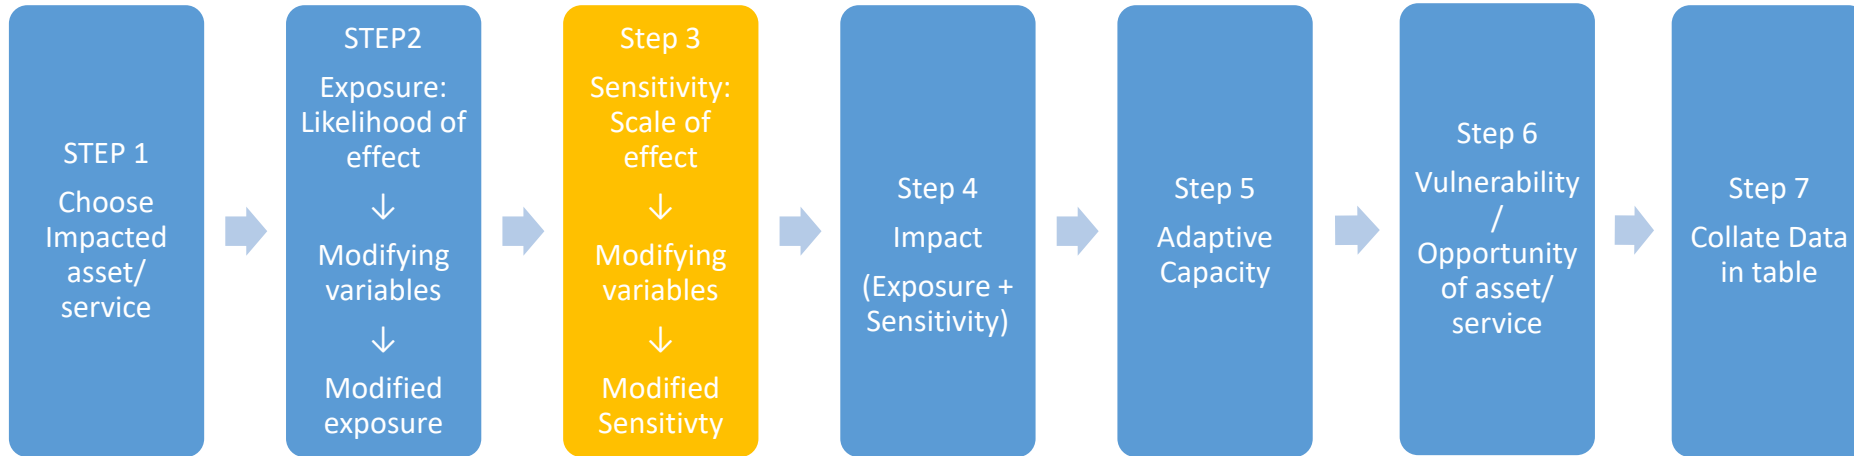 STEP 1
Choose
Impacted
asset/
service
STEP2
Exposure:
Likelihood of
effect
↓
Modifying
variables
↓
Modified
exposure
Step 3
Sensitivity:
Scale of
effect
↓
Modifying
variables
↓
Modified
Sensitivty
Step 4
Impact
(Exposure +
Sensitivity)
Step 5
Adaptive
Capacity
Step 6
Vulnerability
/
Opportunity
of asset/
service
Step 7
Collate Data
in table